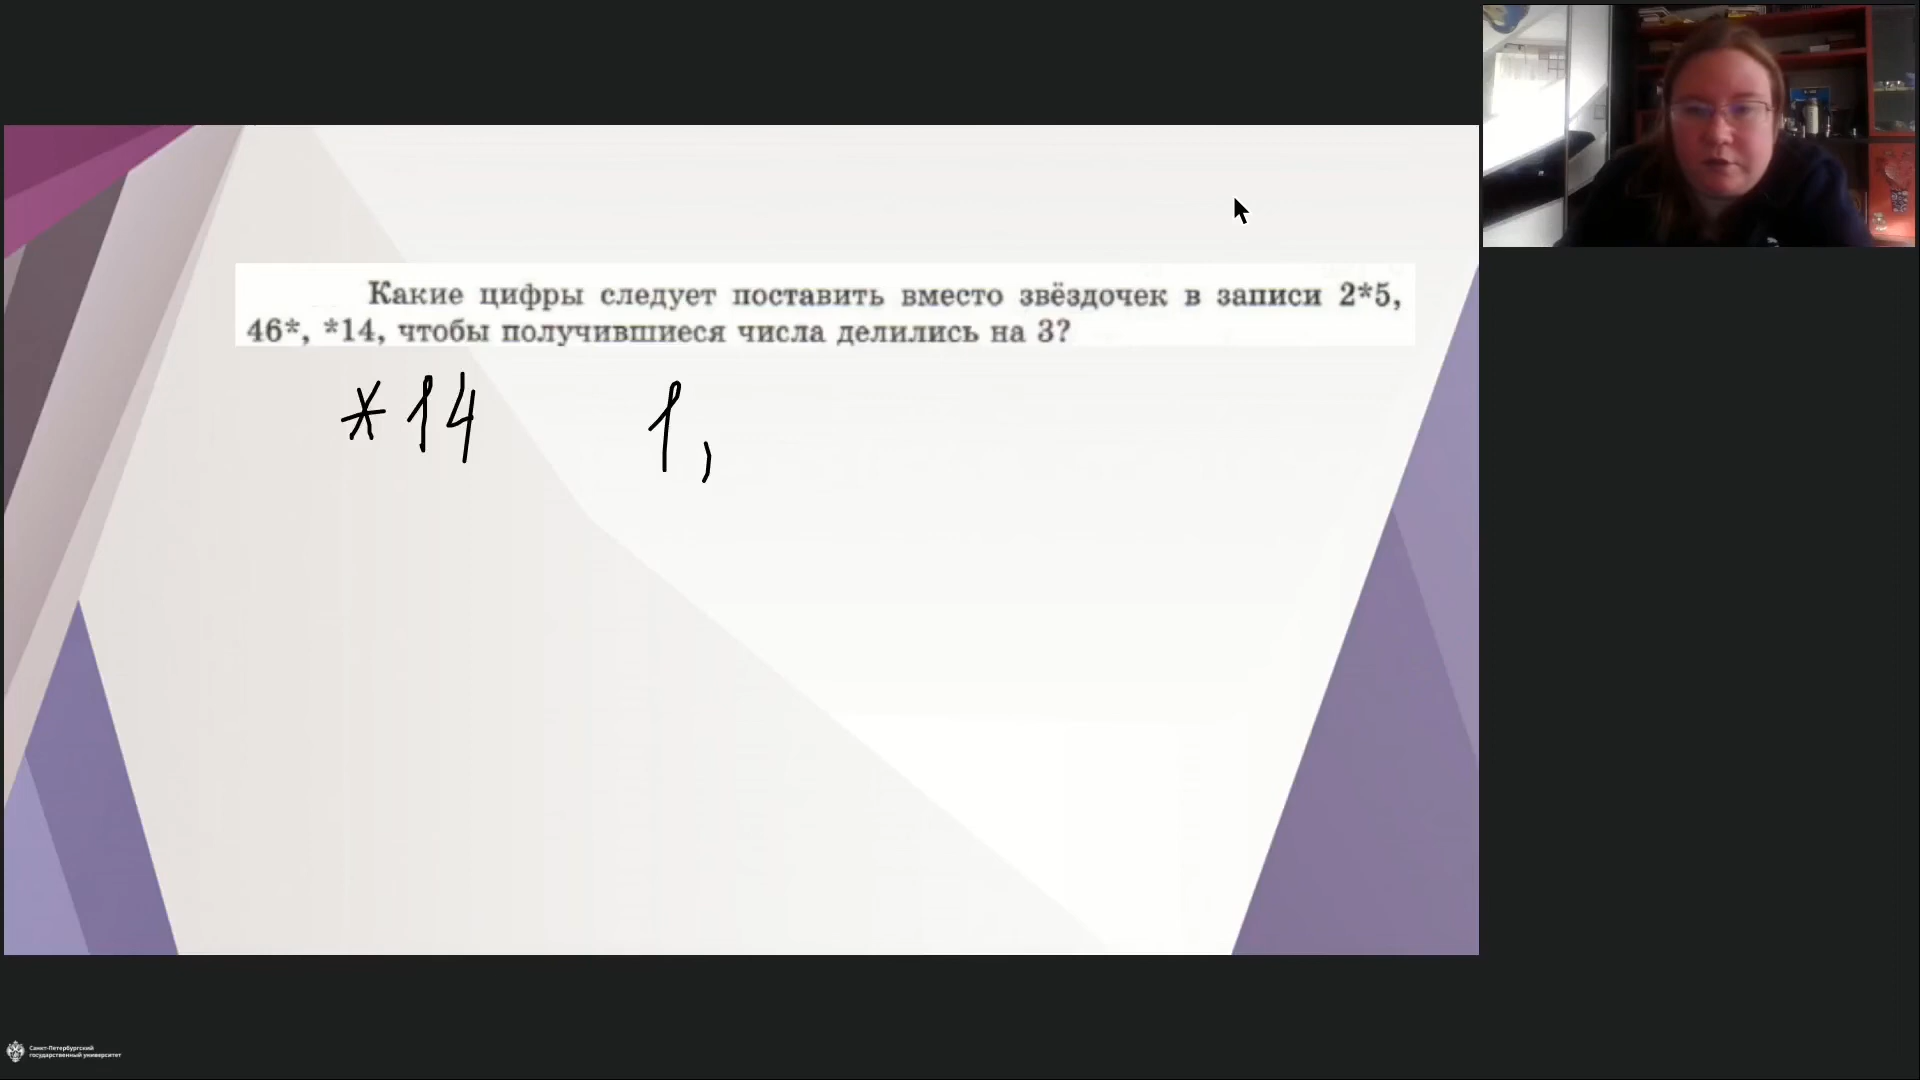 Какие цифры следует поставить вместо звёздочек в записи 2*5,
46*, *14, чтобы получившиеся числа делились на 3?
*14 1,
Санкт-Петербургский
государственный университет